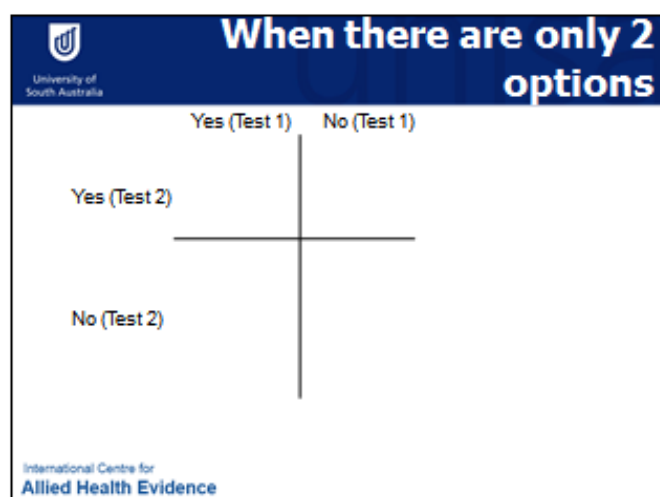 When there are only 2
options
University of
South Australia
Yes (Test 1) No (Test 1)
Yes (Test 2)
No (Test 2)
International Centre for
Allied Health Evidence